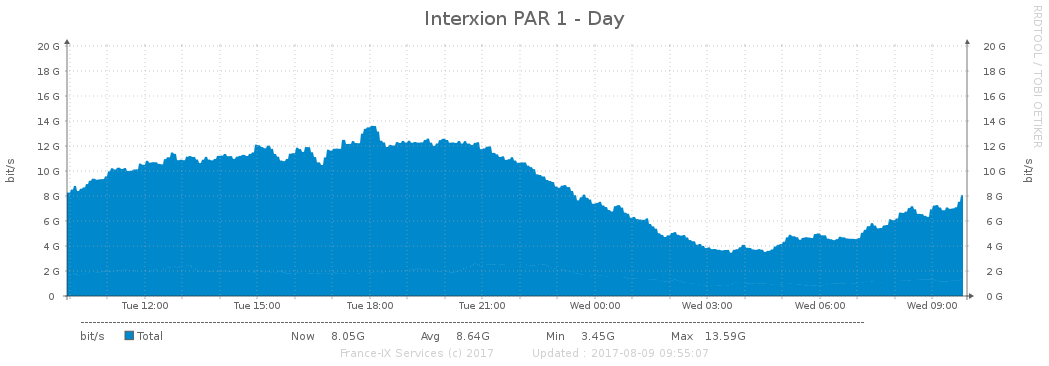 Interxion PAR 1 - Day
RRDTOOL / TOBI OETIKER
20 G 20 G
18 G 18 G
16 G 16 G
14 G 14 G
12 G 12 G
10 G 10 G
8 G 8 G
6 G 6 G
4 G 4 G
2 G 2 G
0 0 G
bit/s
bit/s
Tue 12:00 Tue 15:00 Tue 18:00 Tue 21:00 Wed 00:00 Wed 03:00 Wed 06:00 Wed 09:00
bit/s Total Now 8.05G Avg 8.64G Min 3.45G Max 13.59G
France-IX Services (c) 2017 Updated : 2017-08-09 09:55:07